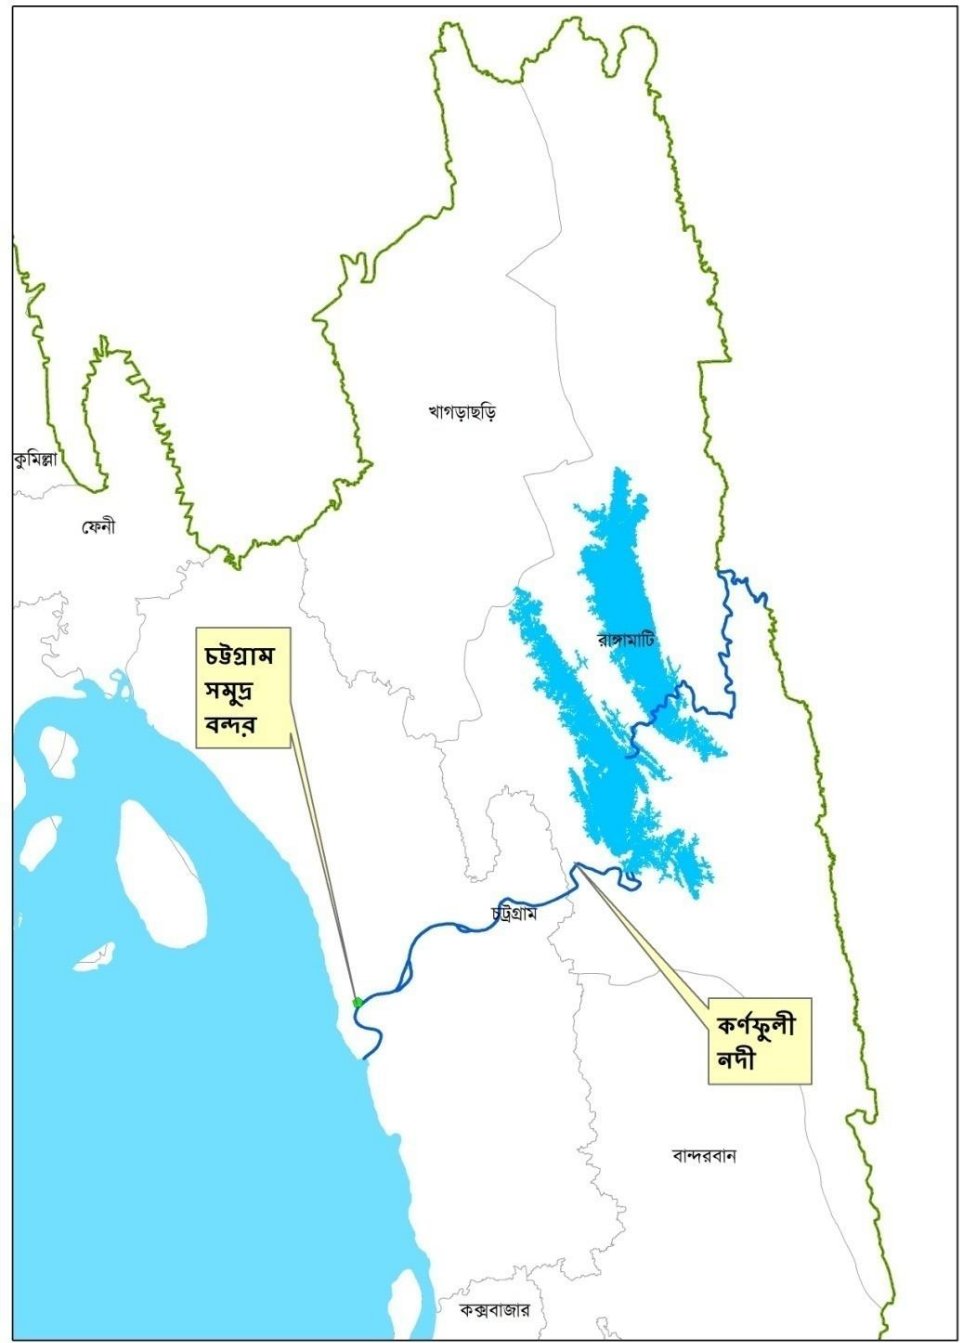 খাগড়াছড়ি
কুমিল্লা
ফেনী
রাঙ্গামাটি
চট্টগ্রাম
সমুদ্র
বন্দর
চট্রগ্রাম
কর্ণফুলী
নদী
বান্দরবান
কক্সবাজার